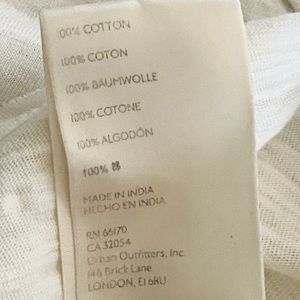 100% COTTON
100% COTON
100% BAUMWOLLE
100% COTONE
100% ALGODÓN
100% 綿
MADE IN INDIA
HECHO EN INDIA
RN 66170
CA 32054
Urban Outfitters, Inc.
146 Brick Lane
LONDON, E1 6RU